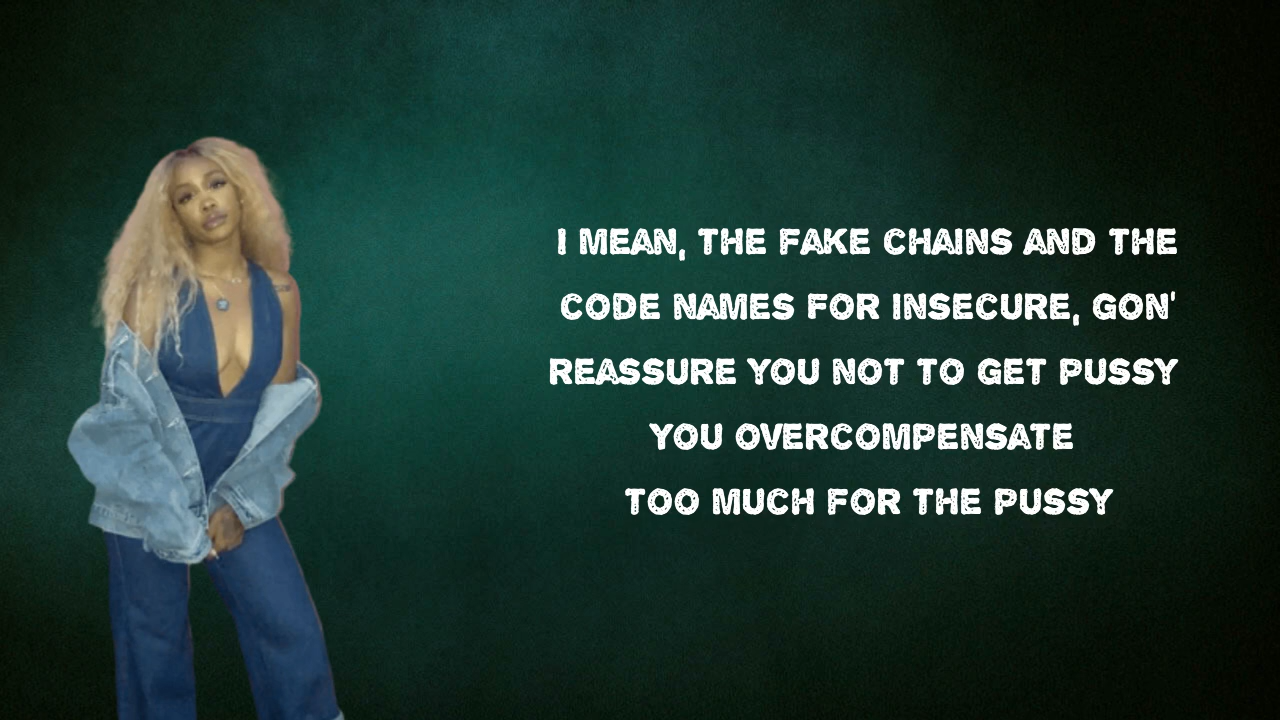 I MEAN, THE FAKE CHAINS AND THE
CODE NAMES FOR INSECURE, GON'
REASSURE YOU NOT TO GET PUSSY
YOU OVERCOMPENSATE
TOO MUCH FOR THE PUSSY